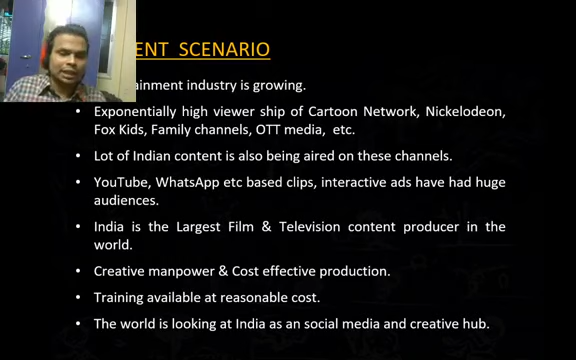 ENT SCENARIO
ainment industry is growing.
• Exponentially high viewer ship of Cartoon Network, Nickelodeon,
Fox Kids, Family channels, OTT media, etc.
• Lot of Indian content is also being aired on these channels.
• YouTube, WhatsApp etc based clips, interactive ads have had huge
audiences.
• India is the Largest Film & Television content producer in the
world.
• Creative manpower & Cost effective production.
• Training available at reasonable cost.
• The world is looking at India as an social media and creative hub.